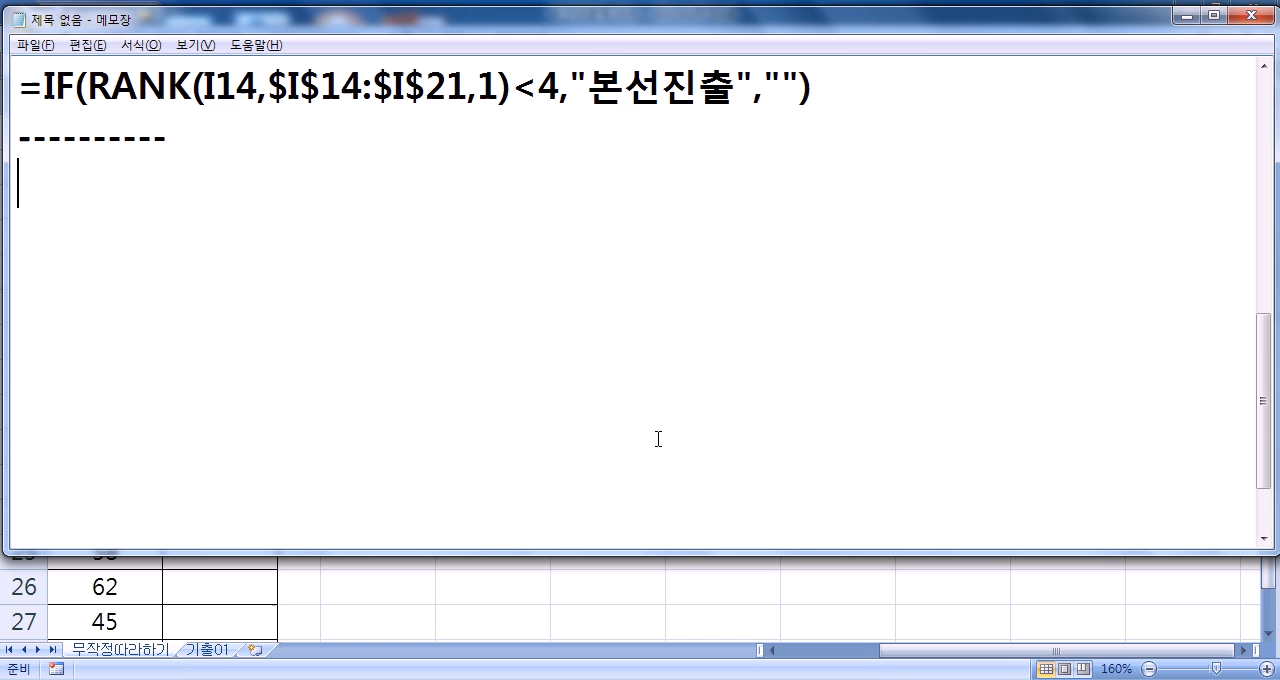 제목 없음 - 메모장
파일(F) 편집(E) 서식(O) 보기(V) 도움말(H)
=IF(RANK(I14,$I$14:$I$21,1)<4,"본선진출","")
----------
26 62
27 45
무작정따라하기 기출01
준비 160%